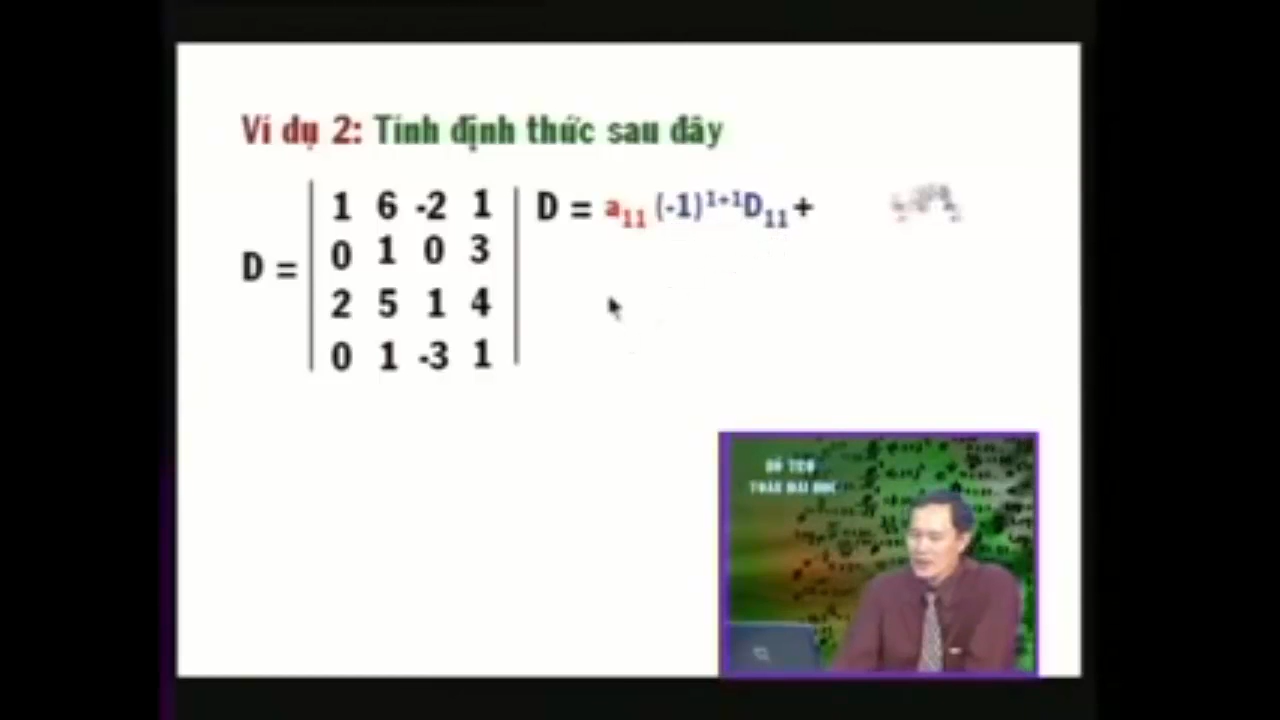 Ví dụ 2: Tính định thức sau đây
D =
1 6 -2 1
0 1 0 3
2 5 1 4
0 1 -3 1
D = a₁₁ (-1)¹⁺¹D₁₁ +